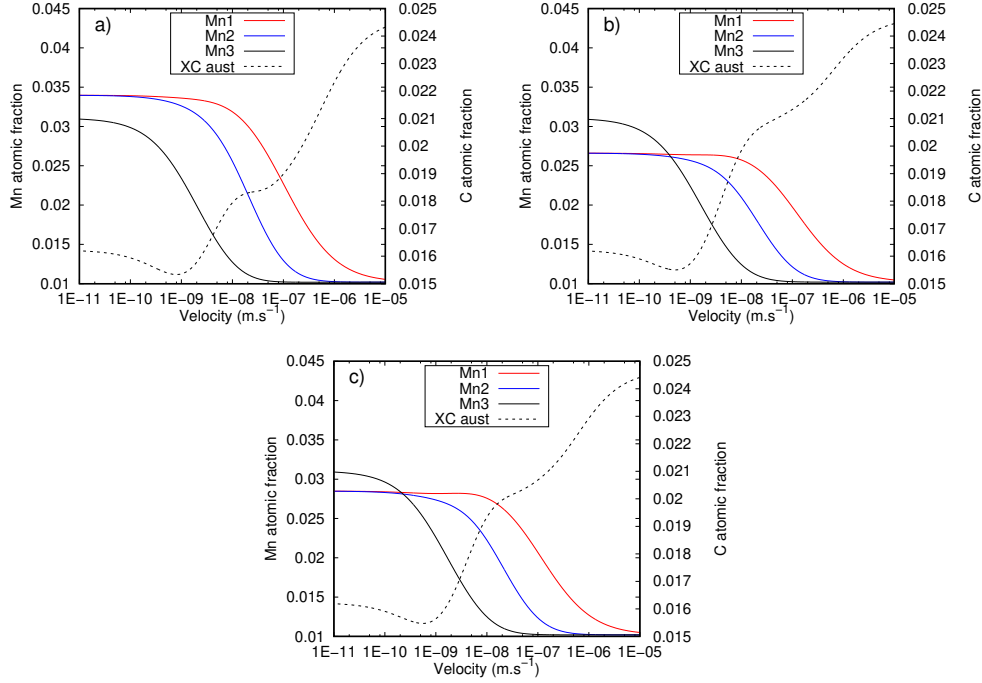 a)
Mn1
Mn2
Mn3
XC aust
0.045
0.04
0.035
0.03
0.025
0.02
0.015
0.01
Mn atomic fraction
0.025
0.024
0.023
0.022
0.021
0.02
0.019
0.018
0.017
0.016
0.015
C atomic fraction
1E−11 1E−10 1E−09 1E−08 1E−07 1E−06 1E−05
Velocity (m.s−1)
b)
Mn1
Mn2
Mn3
XC aust
0.045
0.04
0.035
0.03
0.025
0.02
0.015
0.01
Mn atomic fraction
0.025
0.024
0.023
0.022
0.021
0.02
0.019
0.018
0.017
0.016
0.015
C atomic fraction
1E−11 1E−10 1E−09 1E−08 1E−07 1E−06 1E−05
Velocity (m.s−1)
c)
Mn1
Mn2
Mn3
XC aust
0.045
0.04
0.035
0.03
0.025
0.02
0.015
0.01
Mn atomic fraction
0.025
0.024
0.023
0.022
0.021
0.02
0.019
0.018
0.017
0.016
0.015
C atomic fraction
1E−11 1E−10 1E−09 1E−08 1E−07 1E−06 1E−05
Velocity (m.s−1)